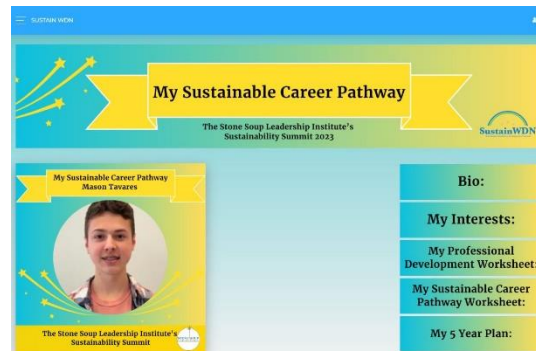 SUSTAIN WDN
My Sustainable Career Pathway
The Stone Soup Leadership Institute's
Sustainability Summit 2023
SustainWDN
My Sustainable Career Pathway
Mason Tavares
The Stone Soup Leadership Institute's
Sustainability Summit
Bio:
My Interests:
My Professional
Development Worksheet:
My Sustainable Career
Pathway Worksheet:
My 5 Year Plan: